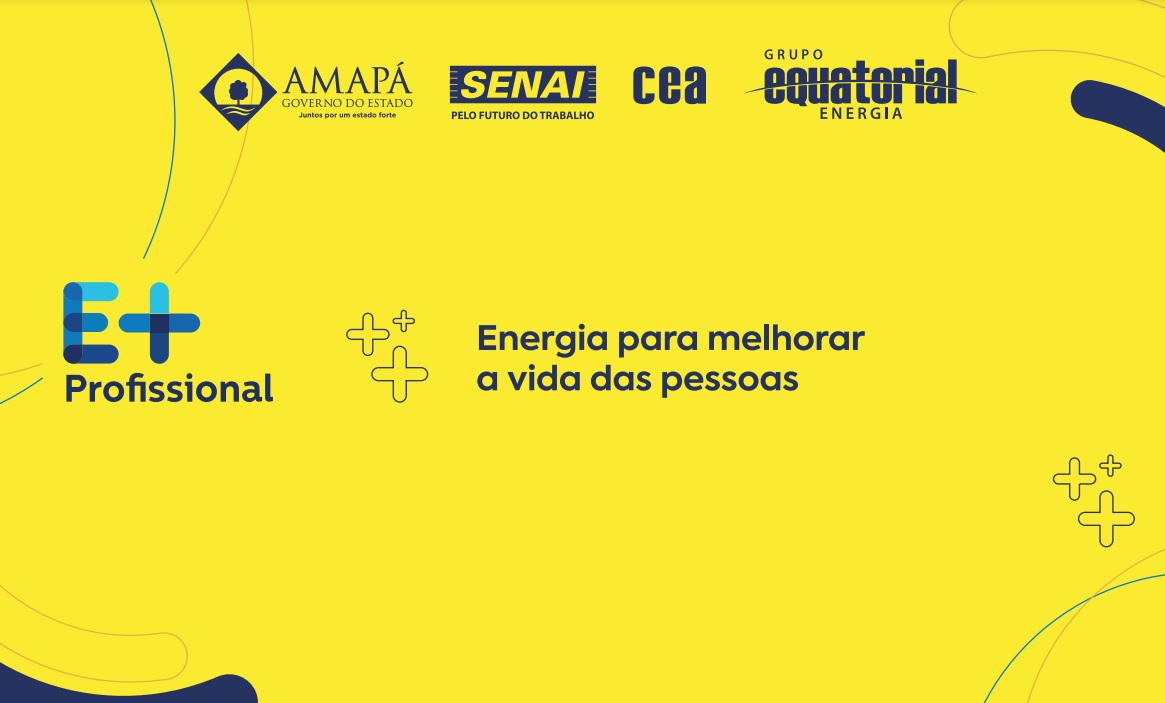 AMAPÁ
GOVERNO DO ESTADO
Juntos por um estado forte
SENAI
PELO FUTURO DO TRABALHO
cea
GRUPO
equatorial
ENERGIA
E+
Profissional
Energia para melhorar
a vida das pessoas